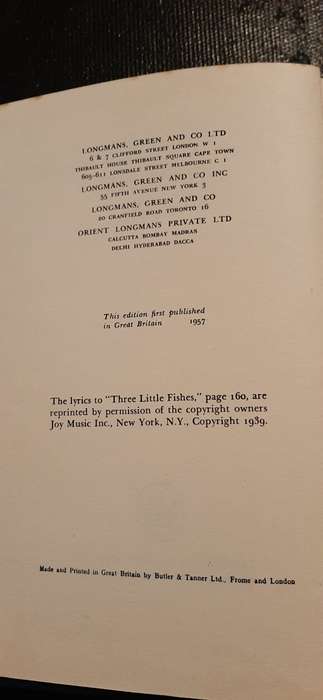 LONGMANS, GREEN AND CO LTD
6 & 7 CLIFFORD STREET LONDON W 1
THIBAULT HOUSE THIBAULT SQUARE CAPE TOWN
605–611 LONSDALE STREET MELBOURNE C 1
LONGMANS, GREEN AND CO INC
55 FIFTH AVENUE NEW YORK 3
LONGMANS, GREEN AND CO
20 CRANFIELD ROAD TORONTO 16
ORIENT LONGMANS PRIVATE LTD
CALCUTTA BOMBAY MADRAS
DELHI HYDERABAD DACCA
This edition first published
in Great Britain 1957
The lyrics to "Three Little Fishes," page 160, are
reprinted by permission of the copyright owners
Joy Music Inc., New York, N.Y., Copyright 1939.
Made and Printed in Great Britain by Butler & Tanner Ltd., Frome and London